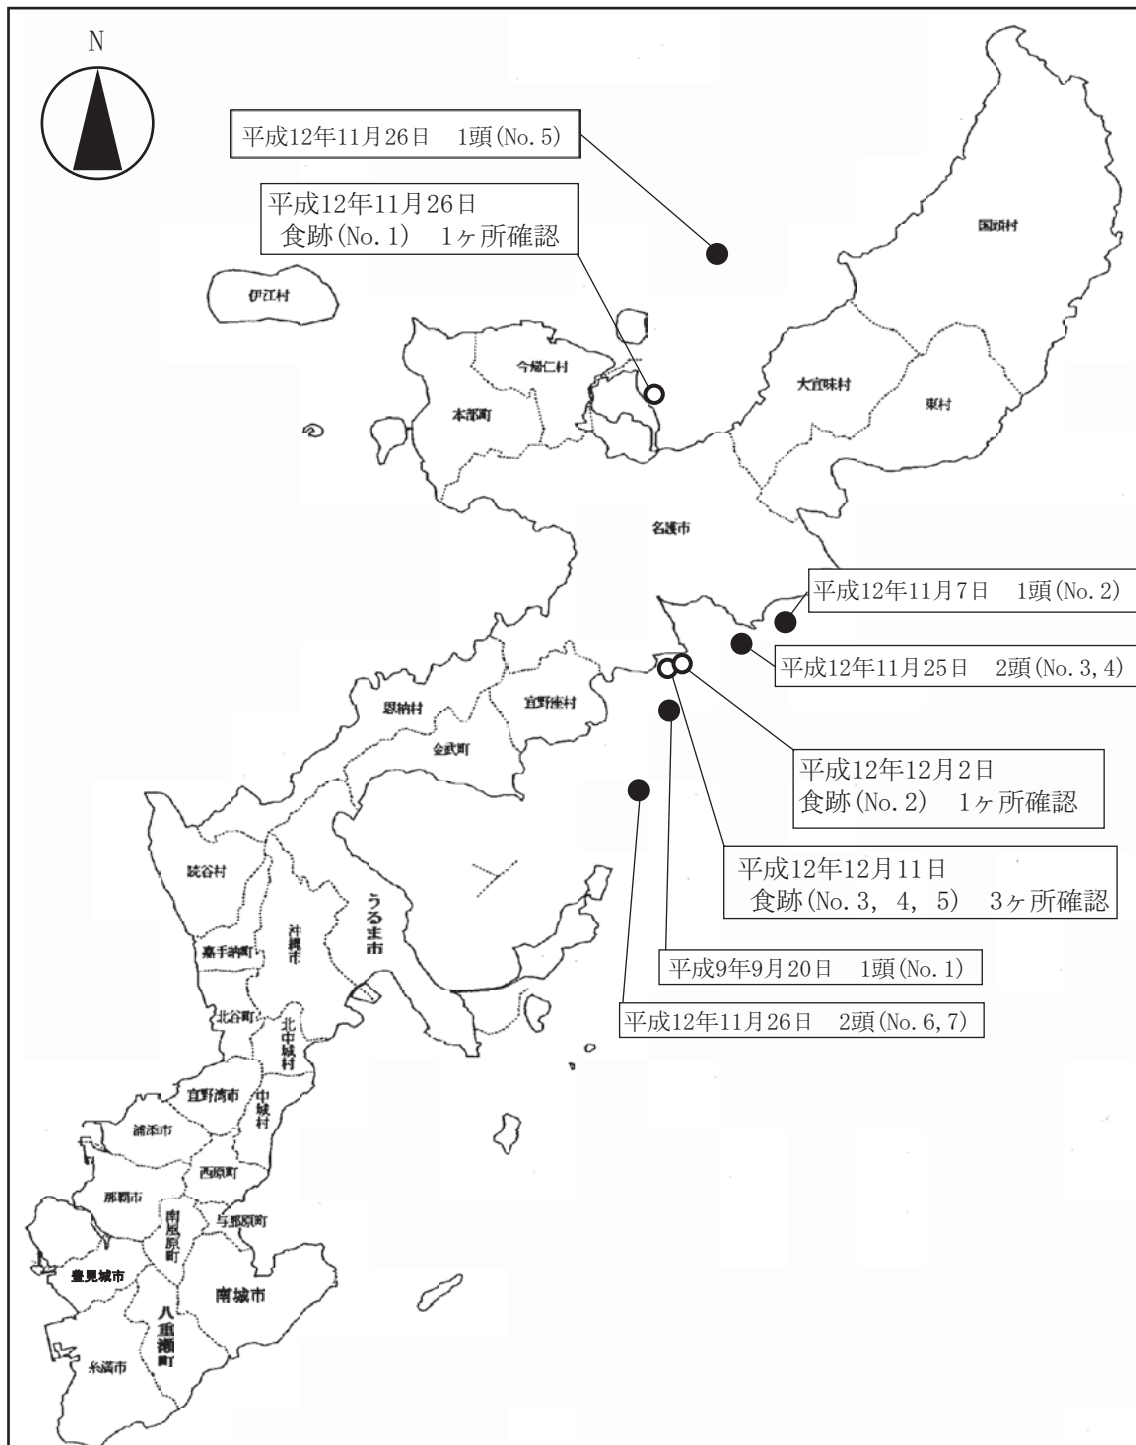 N
平成12年11月26日　1頭(No.5)
平成12年11月26日
食跡(No.1)　1ヶ所確認
国頭村
伊江村
今帰仁村
大宜味村
本部町
東村
名護市
平成12年11月7日　1頭(No.2)
平成12年11月25日　2頭(No.3,4)
恩納村
宜野座村
金武町
平成12年12月2日
食跡(No.2)　1ヶ所確認
平成12年12月11日
食跡(No.3, 4, 5)　3ヶ所確認
読谷村
うるま市
沖縄市
嘉手納町
平成9年9月20日　1頭(No.1)
平成12年11月26日　2頭(No.6,7)
北谷町
北中城村
宜野湾市
中城村
浦添市
西原町
那覇市
南風原町
与那原町
豊見城市
南城市
八重瀬町
糸満市